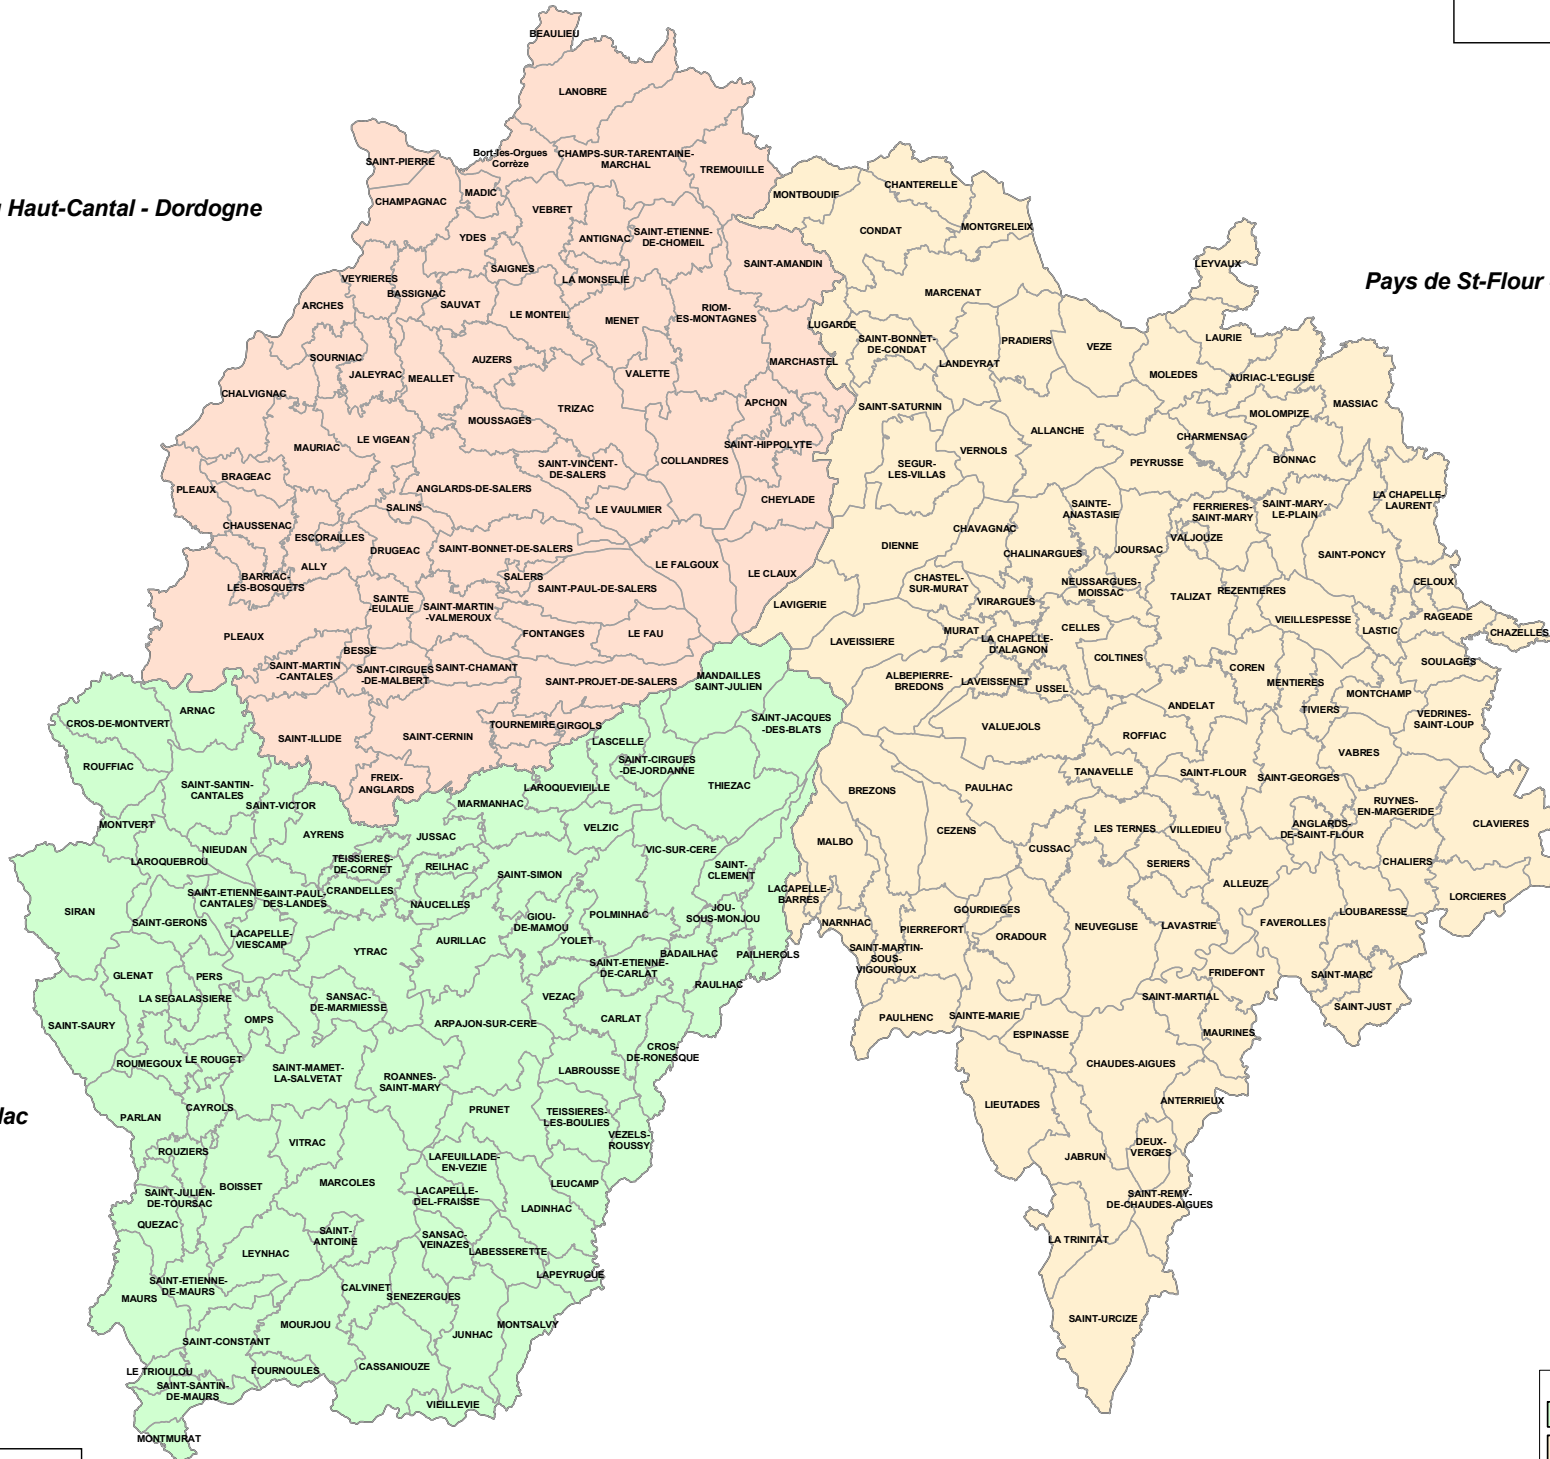 BEAULIEU
LANOBRE
SAINT-PIERRE
Bort-les-Orgues
Corrèze
CHAMPS-SUR-TARENTAINE-
MARCHAL
TREMOUILLE
Haut-Cantal - Dordogne
CHAMPAGNAC
MADIC
VEBRET
YDES
ANTIGNAC
SAINT-ETIENNE-
DE-CHOMEIL
SAINT-AMANDIN
VEYRIERES
BASSIGNAC
SAIGNES
LA MONSELIE
SAUVAT
ARCHES
LE MONTEIL
MENET
RIOM-
ES-MONTAGNES
SOURNIAC
JALEYRAC
MEALLET
AUZERS
VALETTE
MARCHASTEL
CHALVIGNAC
TRIZAC
APCHON
MOUSSAGES
MAURIAC
LE VIGEAN
SAINT-HIPPOLYTE
COLLANDRES
SAINT-VINCENT-
DE-SALERS
BRAGEAC
PLEAUX
ANGLARDS-DE-SALERS
CHEYLADE
SALINS
LE VAULMIER
CHAUSSENAC
ESCORAILLES
DRUGEAC
SAINT-BONNET-DE-SALERS
LE FALGOUX
LE CLAUX
ALLY
BARRIAC-
LES-BOSQUETS
SALERS
SAINT-PAUL-DE-SALERS
SAINTE
-EULALIE
SAINT-MARTIN
-VALMEROUX
FONTANGES
LE FAU
PLEAUX
BESSE
SAINT-MARTIN
-CANTALES
SAINT-CIRGUES
-DE-MALBERT
SAINT-CHAMANT
SAINT-PROJET-DE-SALERS
TOURNEMIRE
GIRGOLS
SAINT-CERNIN
SAINT-ILLIDE
FREIX-
ANGLARDS
MONTBOUDIF
CHANTERELLE
CONDAT
MONTGRELEIX
LEYVAUX
Pays de St-Flour
MARCENAT
LUGARDE
SAINT-BONNET-
DE-CONDAT
LANDEYRAT
PRADIERS
VEZE
LAURIE
MOLEDES
AURIAC-L'EGLISE
MASSIAC
SAINT-SATURNIN
MOLOMPIZE
ALLANCHE
CHARMENSAC
VERNOLS
PEYRUSSE
BONNAC
SEGUR-
LES-VILLAS
LA CHAPELLE-
LAURENT
SAINTE-
ANASTASIE
FERRIERES-
SAINT-MARY
SAINT-MARY-
LE-PLAIN
CHAVAGNAC
VALJOUZE
DIENNE
CHALINARGUES
JOURSAC
SAINT-PONCY
CHASTEL-
SUR-MURAT
NEUSSARGUES-
MOISSAC
CELOUX
LAVIGERIE
VIRARGUES
TALIZAT
REZENTIERES
VIEILLESPESSE
RAGEADE
LASTIC
CHAZELLES
LAVEISSIERE
MURAT
LA CHAPELLE-
D'ALAGNON
CELLES
COLTINES
SOULAGES
COREN
ALBEPIERRE-
BREDONS
LAVEISSENET
USSEL
MENTIERES
MONTCHAMP
ANDELAT
TIVIERS
VEDRINES-
SAINT-LOUP
VALUEJOLS
ROFFIAC
VABRES
TANAVELLE
SAINT-FLOUR
SAINT-GEORGES
BREZONS
PAULHAC
RUYNES-
EN-MARGERIDE
CLAVIERES
MALBO
CEZENS
LES TERNES
VILLEDIEU
ANGLARDS-
DE-SAINT-FLOUR
CUSSAC
SERIERS
CHALIERS
ALLEUZE
LACAPELLE-
BARRES
LORCIERES
GOURDIEGES
LOUBARESSE
NARNHAC
PIERREFORT
ORADOUR
NEUVEGLISE
LAVASTRIE
FAVEROLLES
SAINT-MARTIN-
SOUS-
VIGOUROUX
FRIDEFONT
SAINT-MARC
SAINT-MARTIAL
SAINT-JUST
PAULHENC
SAINTE-MARIE
ESPINASSE
MAURINES
CHAUDES-AIGUES
LIEUTADES
ANTERRIEUX
DEUX-
VERGES
JABRUN
SAINT-REMY-
DE-CHAUDES-AIGUES
LA TRINITAT
SAINT-URCIZE
MANDAILLES
SAINT-JULIEN
ARNAC
CROS-DE-MONTVERT
SAINT-JACQUES
-DES-BLATS
LASCELLE
ROUFFIAC
SAINT-CIRGUES
-DE-JORDANNE
SAINT-SANTIN-
CANTALES
LAROQUEVIEILLE
THIEZAC
SAINT-VICTOR
MARMANHAC
MONTVERT
AYRENS
JUSSAC
VELZIC
NIEUDAN
VIC-SUR-CERE
LAROQUEBROU
TEISSIERES-
DE-CORNET
REILHAC
SAINT-SIMON
SAINT-
CLEMENT
SAINT-ETIENNE-
CANTALES
SAINT-PAUL-
DES-LANDES
CRANDELLES
NAUCELLES
SIRAN
SAINT-GERONS
GIOU-
DE-MAMOU
POLMINHAC
JOU-
SOUS-MONJOU
LACAPELLE-
VIESCAMP
YTRAC
AURILLAC
YOLET
BADAILHAC
PAILHEROLS
GLENAT
PERS
SAINT-ETIENNE-
DE-CARLAT
RAULHAC
LA SEGALASSIERE
SANSAC-
DE-MARMIESSE
VEZAC
SAINT-SAURY
OMPS
ARPAJON-SUR-CERE
CARLAT
CROS-
DE-RONESQUE
ROUMEGOUX
LE ROUGET
SAINT-MAMET-
LA-SALVETAT
ROANNES-
SAINT-MARY
LABROUSSE
lac
PARLAN
CAYROLS
PRUNET
TEISSIERES-
LES-BOULIES
VEZELS-
ROUSSY
ROUZIERS
VITRAC
LAFEUILLADE-
EN-VEZIE
SAINT-JULIEN-
DE-TOURSAC
BOISSET
MARCOLES
LACAPELLE-
DEL-FRAISSE
LEUCAMP
LADINHAC
QUEZAC
SAINT-
ANTOINE
SANSAC-
VEINAZES
LEYNHAC
LABESSERETTE
SAINT-ETIENNE-
DE-MAURS
LAPEYRUGUE
MAURS
CALVINET
SENEZERGUES
MOURJOU
JUNHAC
MONTSALVY
SAINT-CONSTANT
LE TRIOULOU
FOURNOULES
CASSANIOUZE
SAINT-SANTIN-
DE-MAURS
VIEILLEVIE
MONTMURAT